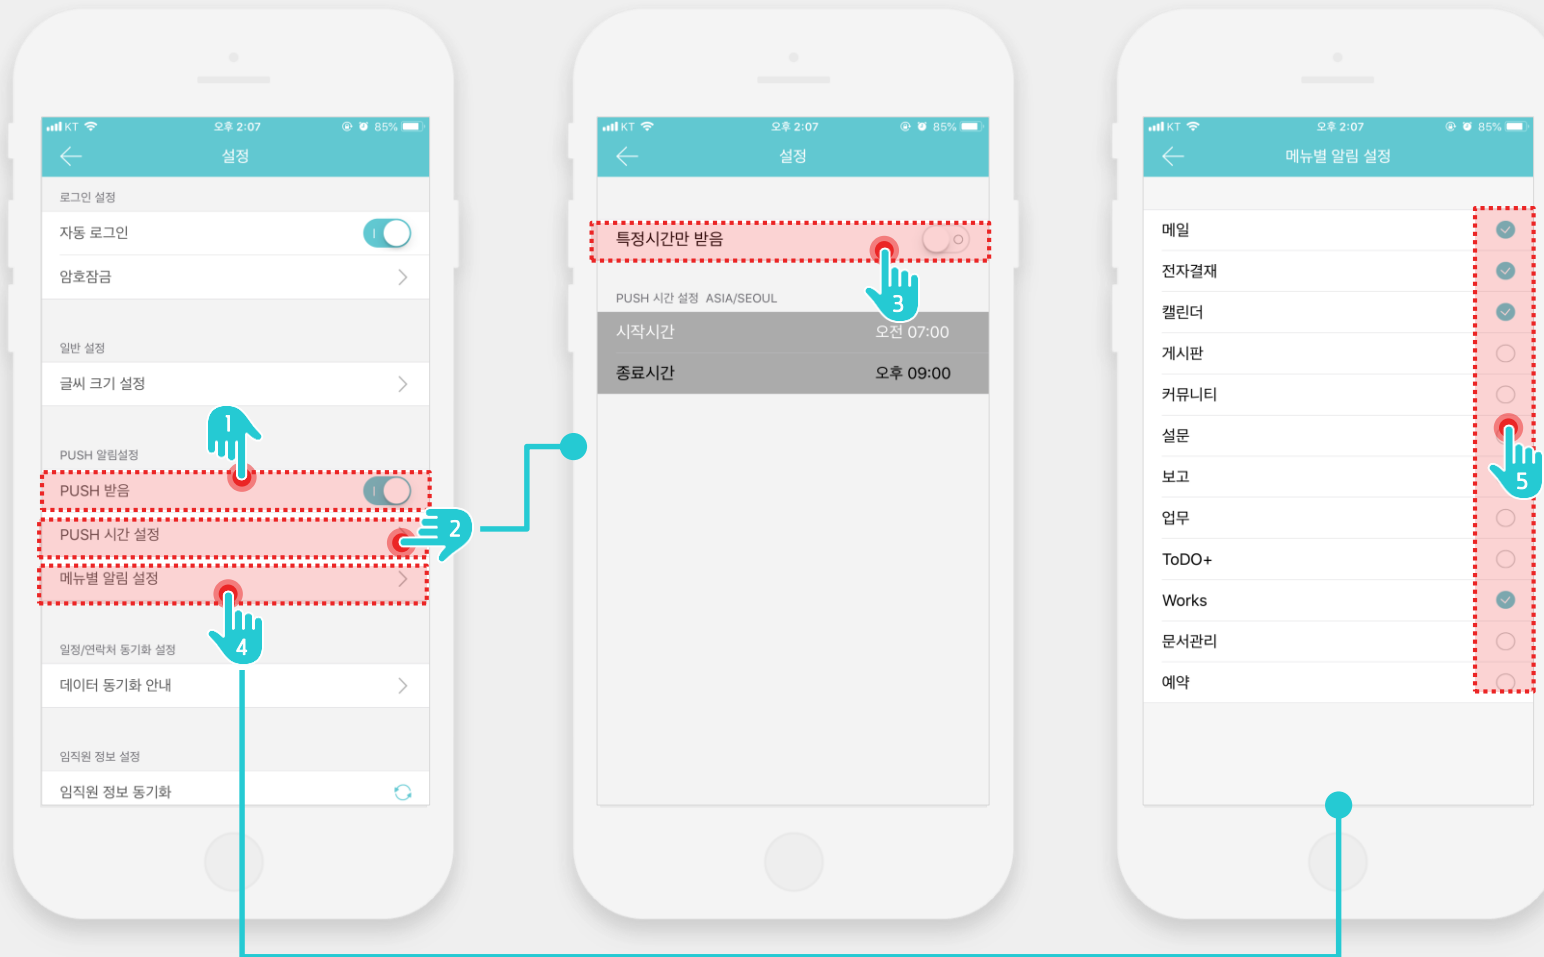 KT 오후 2:07 85%
설정
로그인 설정
자동 로그인
암호잠금
일반 설정
글씨 크기 설정
1
PUSH 알림설정
PUSH 받음
PUSH 시간 설정
2
메뉴별 알림 설정
4
일정/연락처 동기화 설정
데이터 동기화 안내
임직원 정보 설정
임직원 정보 동기화
KT 오후 2:07 85%
설정
특정시간만 받음
3
PUSH 시간 설정 ASIA/SEOUL
시작시간 오전 07:00
종료시간 오후 09:00
KT 오후 2:07 85%
메뉴별 알림 설정
메일
전자결재
캘린더
게시판
커뮤니티
설문
보고
5
업무
ToDO+
Works
문서관리
예약